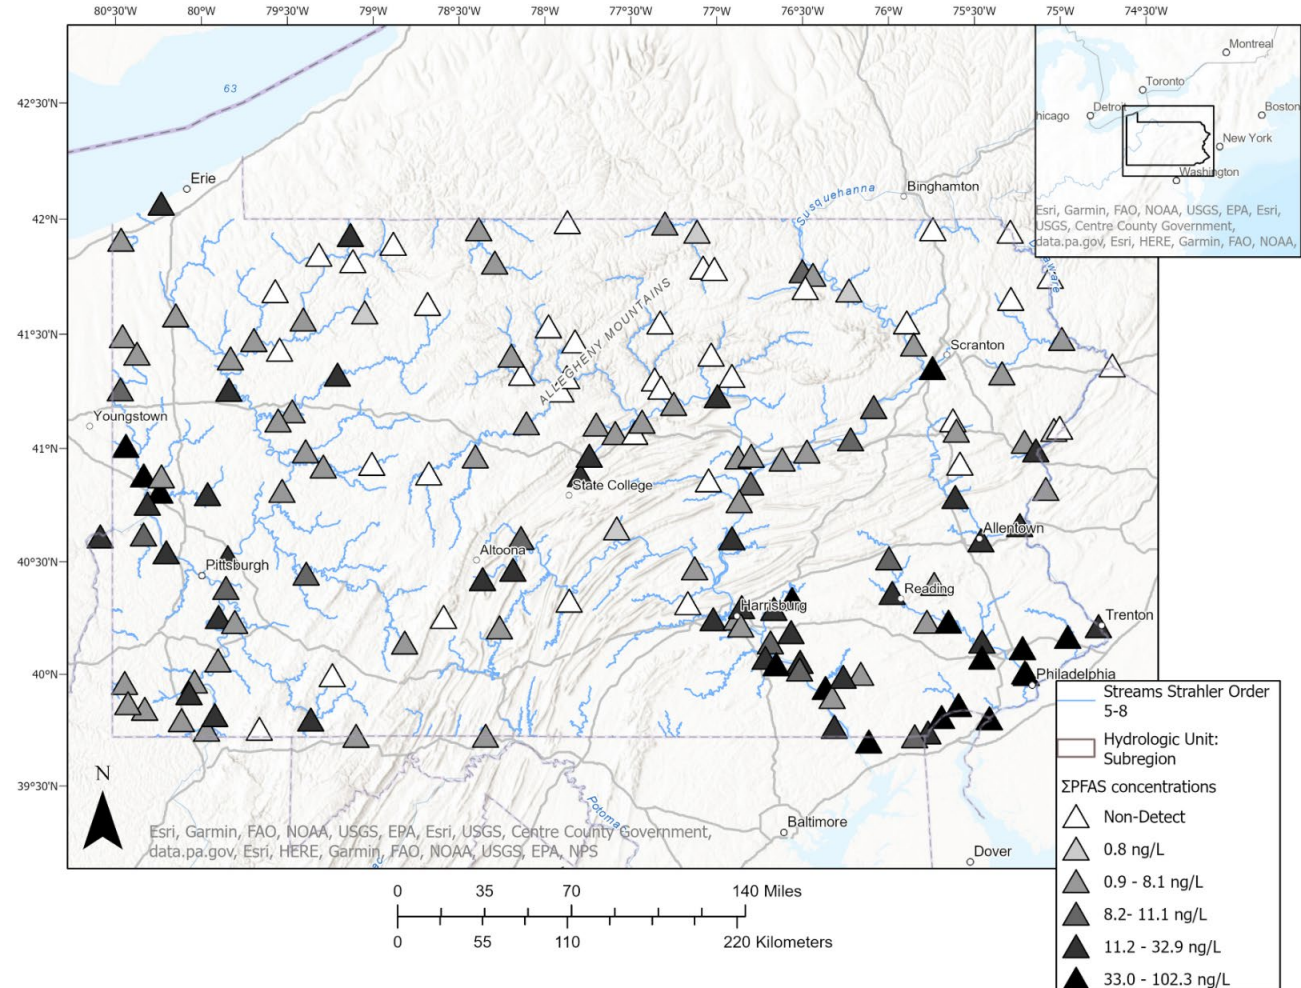 80°30'W 80°W 79°30'W 79°W 78°30'W 78°W 77°30'W 77°W 76°30'W 76°W 75°30'W 75°W 74°30'W
42°30'N
42°N
41°30'N
41°N
40°30'N
40°N
39°30'N
63
Erie
Binghamton
Susquehanna
ALLEGHENY MOUNTAINS
Scranton
Youngstown
State College
Allentown
Altoona
Pittsburgh
Reading
Harrisburg
Trenton
Philadelphia
Baltimore
Dover
Montreal
Toronto
Detroit
hicago
Boston
New York
Washington
Esri, Garmin, FAO, NOAA, USGS, EPA, Esri,
USGS, Centre County Government,
data.pa.gov, Esri, HERE, Garmin, FAO, NOAA,
N
Esri, Garmin, FAO, NOAA, USGS, EPA, Esri, USGS, Centre County Government,
data.pa.gov, Esri, HERE, Garmin, FAO, NOAA, USGS, EPA, NPS
0 35 70 140 Miles
0 55 110 220 Kilometers
Streams Strahler Order
5-8
Hydrologic Unit:
Subregion
ΣPFAS concentrations
Non-Detect
0.8 ng/L
0.9 - 8.1 ng/L
8.2- 11.1 ng/L
11.2 - 32.9 ng/L
33.0 - 102.3 ng/L